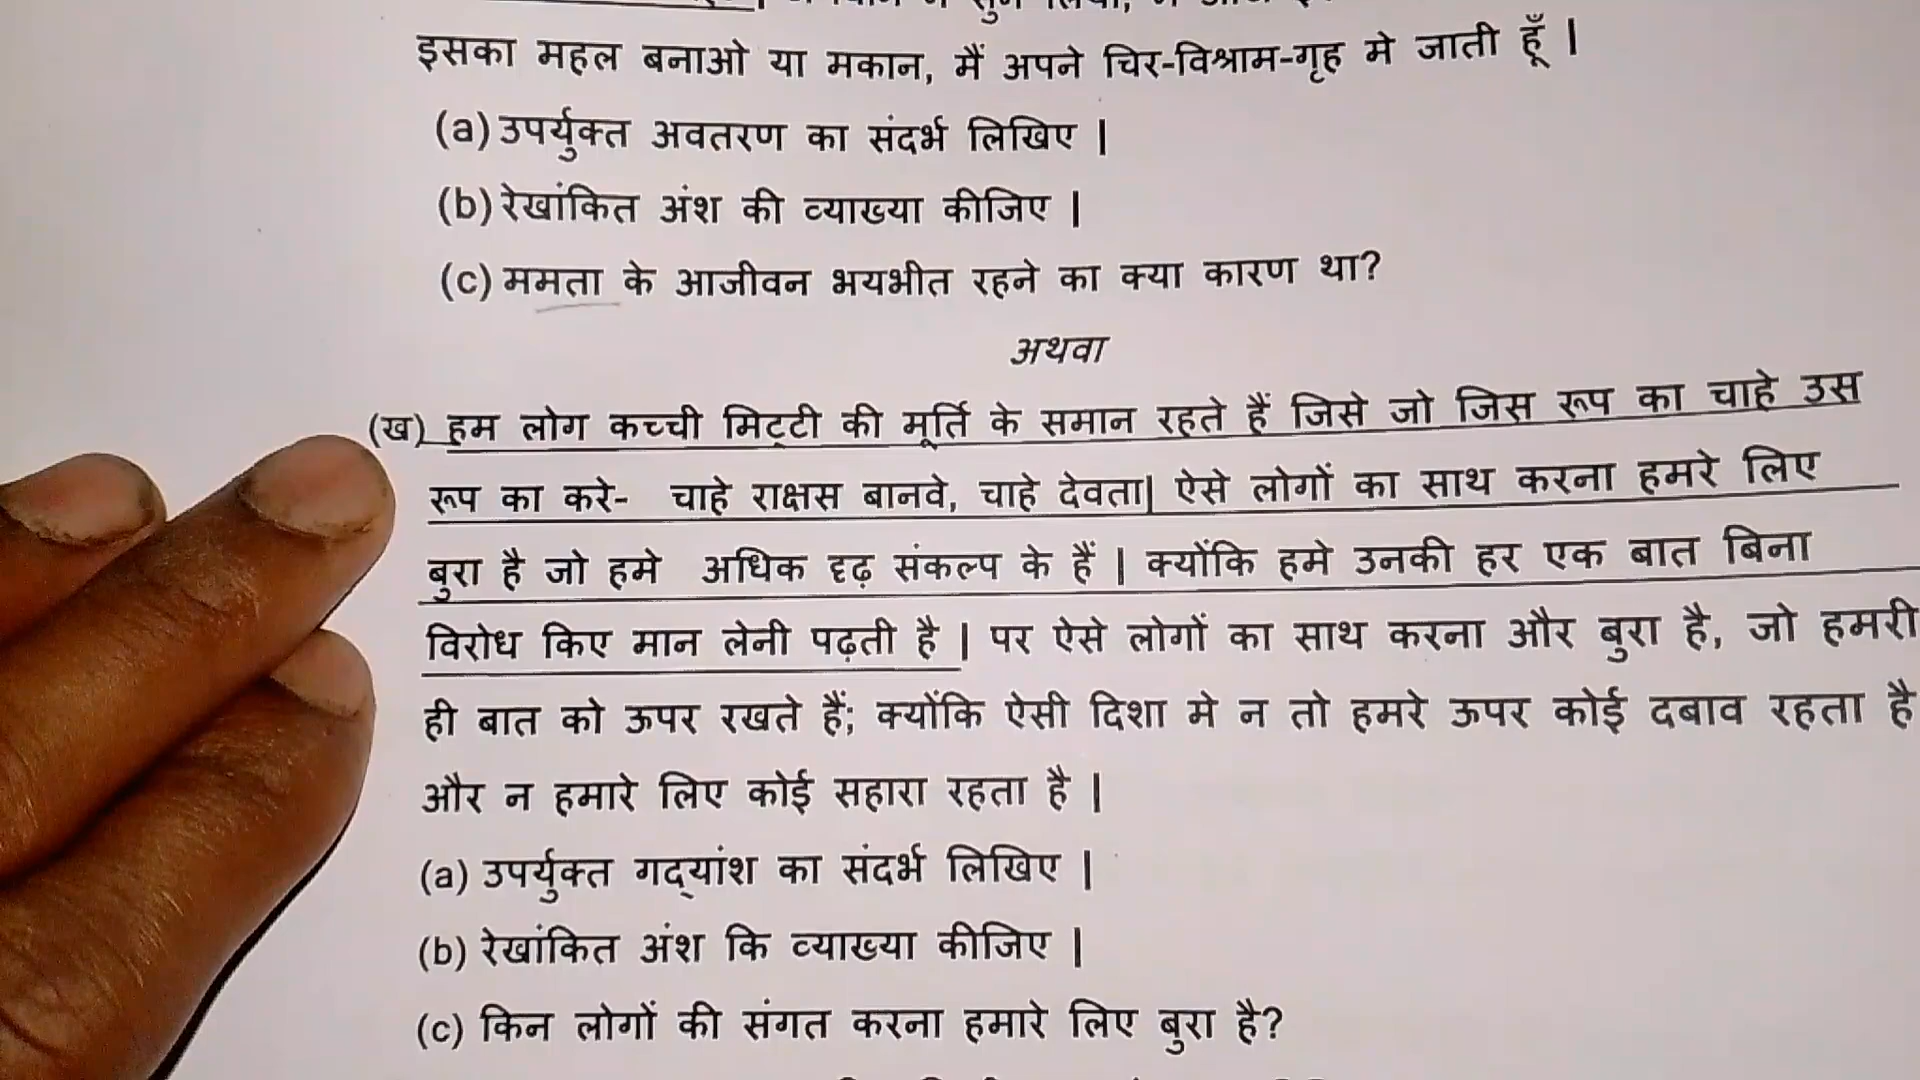 इसका महल बनाओ या मकान, मैं अपने चिर-विश्राम-गृह मे जाती हूँ |
(a) उपर्युक्त अवतरण का संदर्भ लिखिए |
(b) रेखांकित अंश की व्याख्या कीजिए |
(c) ममता के आजीवन भयभीत रहने का क्या कारण था?
अथवा
(ख) हम लोग कच्ची मिट्टी की मूर्ति के समान रहते हैं जिसे जो जिस रूप का चाहे उस
रूप का करे- चाहे राक्षस बानवे, चाहे देवता| ऐसे लोगों का साथ करना हमरे लिए
बुरा है जो हमे अधिक दृढ़ संकल्प के हैं | क्योंकि हमे उनकी हर एक बात बिना
विरोध किए मान लेनी पढ़ती है | पर ऐसे लोगों का साथ करना और बुरा है, जो हमरी
ही बात को ऊपर रखते हैं; क्योंकि ऐसी दिशा मे न तो हमरे ऊपर कोई दबाव रहता है
और न हमारे लिए कोई सहारा रहता है |
(a) उपर्युक्त गद्यांश का संदर्भ लिखिए |
(b) रेखांकित अंश कि व्याख्या कीजिए |
(c) किन लोगों की संगत करना हमारे लिए बुरा है?